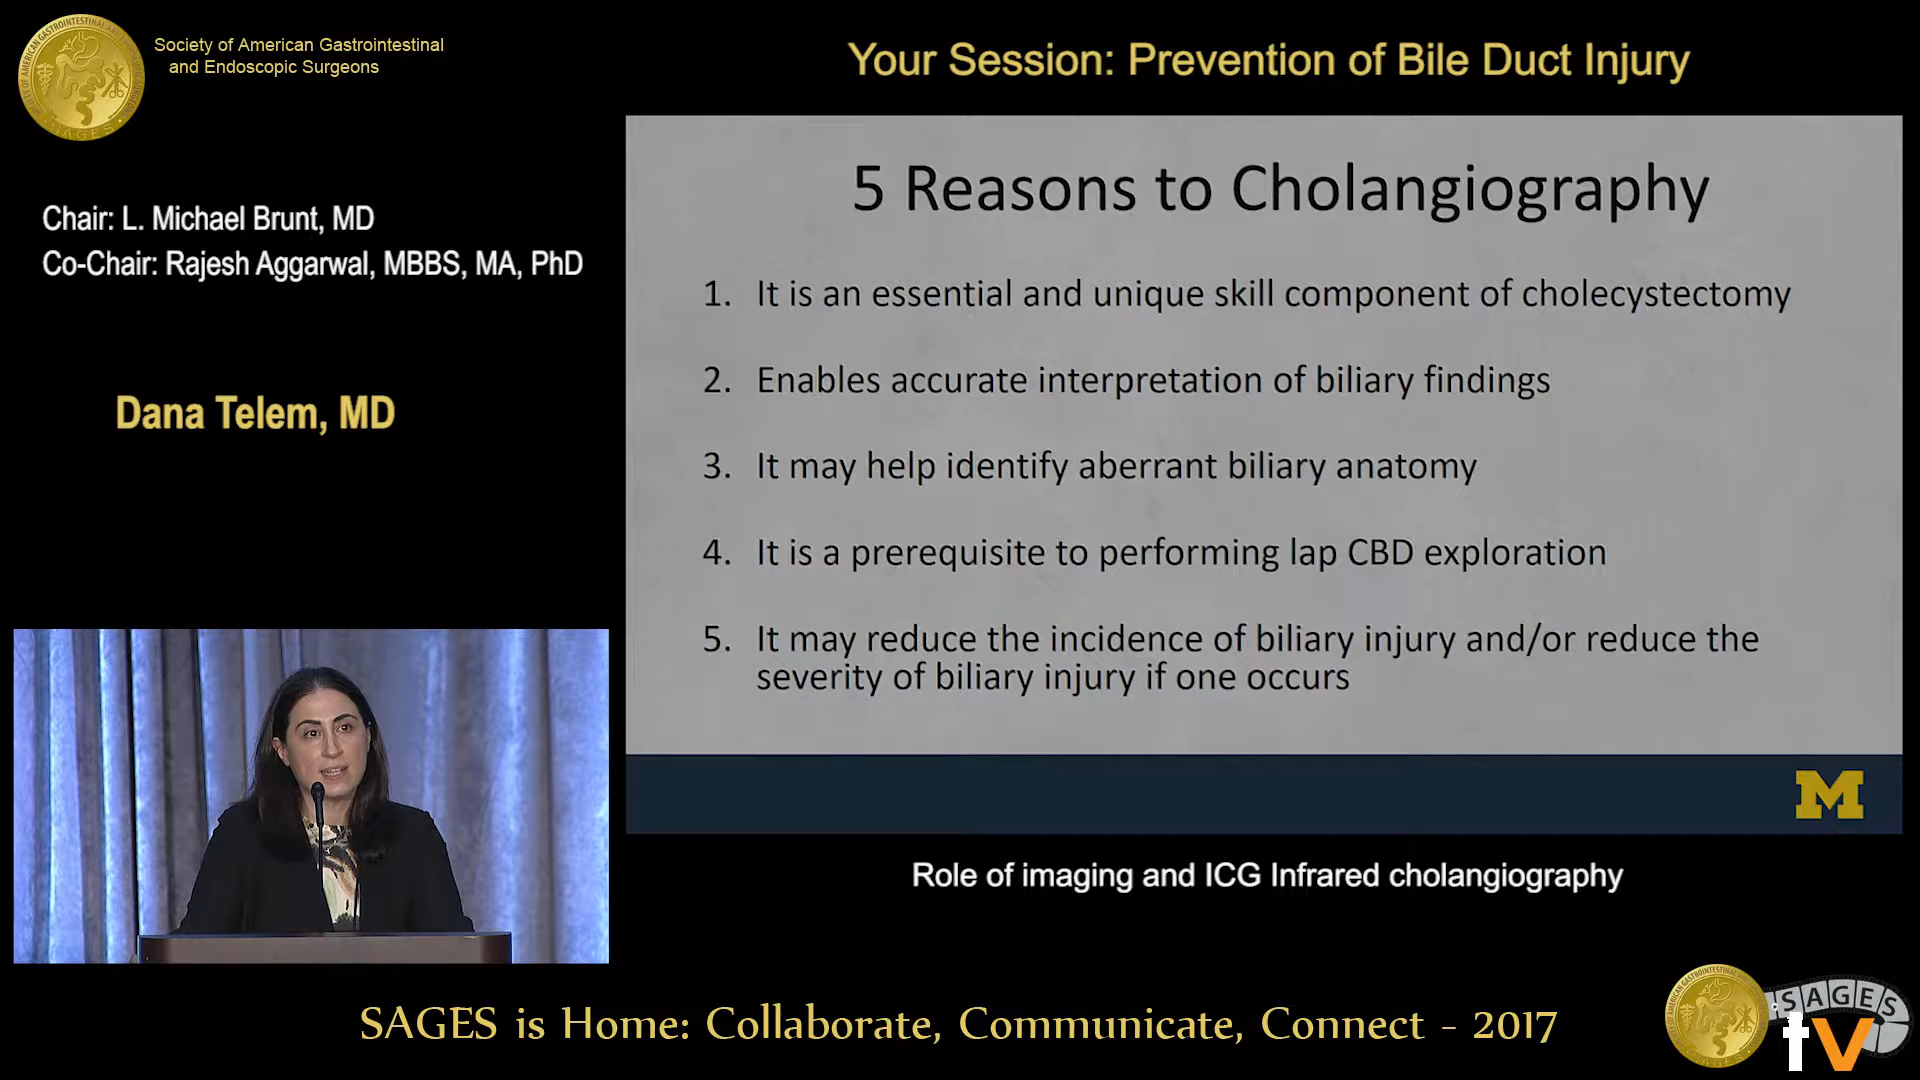 Society of American Gastrointestinal
and Endoscopic Surgeons
Your Session: Prevention of Bile Duct Injury
Chair: L. Michael Brunt, MD
Co-Chair: Rajesh Aggarwal, MBBS, MA, PhD
Dana Telem, MD
5 Reasons to Cholangiography
1. It is an essential and unique skill component of cholecystectomy
2. Enables accurate interpretation of biliary findings
3. It may help identify aberrant biliary anatomy
4. It is a prerequisite to performing lap CBD exploration
5. It may reduce the incidence of biliary injury and/or reduce the
severity of biliary injury if one occurs
M
Role of imaging and ICG Infrared cholangiography
SAGES is Home: Collaborate, Communicate, Connect - 2017
SAGES
tv